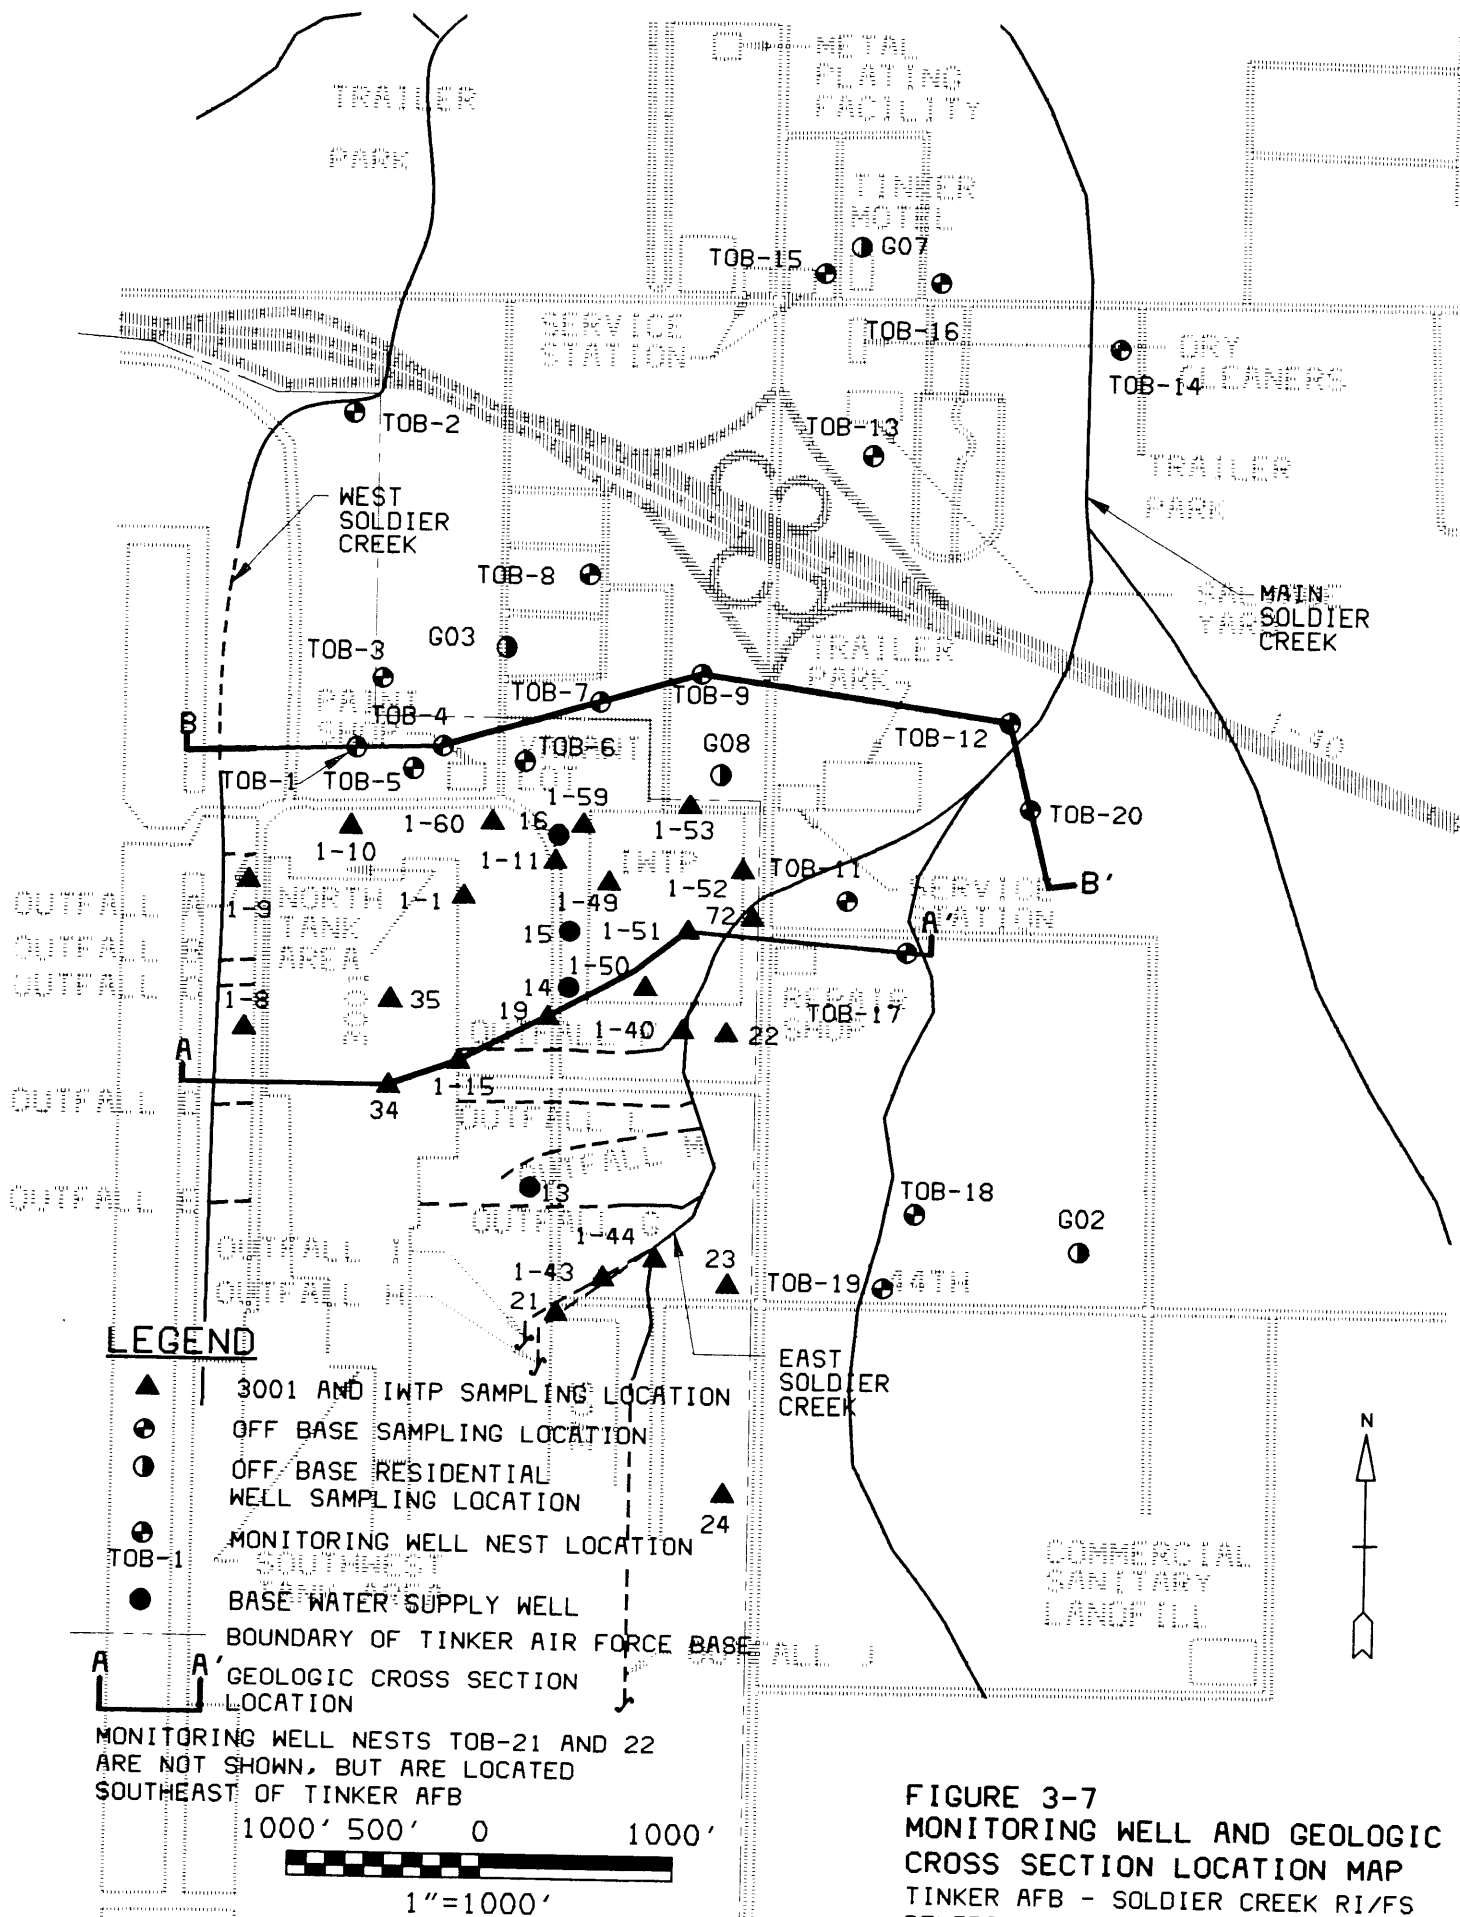 METAL
PLATING
FACILITY
TRAILER
PARK
TINKER
MOTEL
TOB-15
G07
SERVICE
STATION
TOB-16
DRY
CLEANERS
TOB-14
TOB-2
TOB-13
TRAILER
PARK
WEST
SOLDIER
CREEK
TOB-8
MAIN
SOLDIER
CREEK
G03
TOB-3
TRAILER
PARK
TOB-7
TOB-9
TOB-4
B
I-40
TOB-12
TOB-6
G08
TOB-1
TOB-5
1-59
TOB-20
1-60
16
1-53
1-10
1-11
IWTP
TOB-11
1-52
B'
OUTFALL A
1-9
NORTH
TANK
AREA
1-1
1-49
72
SERVICE
STATION
A'
OUTFALL B
15
1-51
OUTFALL
1-50
1-8
35
14
19
REPAIR
SHOP
TOB-17
1-40
22
A
1-15
34
OUTFALL
OUTFALL
OUTFALL
OUTFALL
13
TOB-18
G02
OUTFALL G
1-44
OUTFALL
1-43
23
TOB-19
44TH
OUTFALL H
21
LEGEND
EAST
SOLDIER
CREEK
3001 AND IWTP SAMPLING LOCATION
OFF BASE SAMPLING LOCATION
N
OFF BASE RESIDENTIAL
WELL SAMPLING LOCATION
24
MONITORING WELL NEST LOCATION
TOB-1
SOUTHWEST
TANK AREA
COMMERCIAL
SANITARY
LANDFILL
BASE WATER SUPPLY WELL
BOUNDARY OF TINKER AIR FORCE BASE
OUTFALL J
A A'
GEOLOGIC CROSS SECTION
LOCATION
MONITORING WELL NESTS TOB-21 AND 22
ARE NOT SHOWN, BUT ARE LOCATED
SOUTHEAST OF TINKER AFB
1000' 500' 0 1000'
1"=1000'
FIGURE 3-7
MONITORING WELL AND GEOLOGIC
CROSS SECTION LOCATION MAP
TINKER AFB - SOLDIER CREEK RI/FS